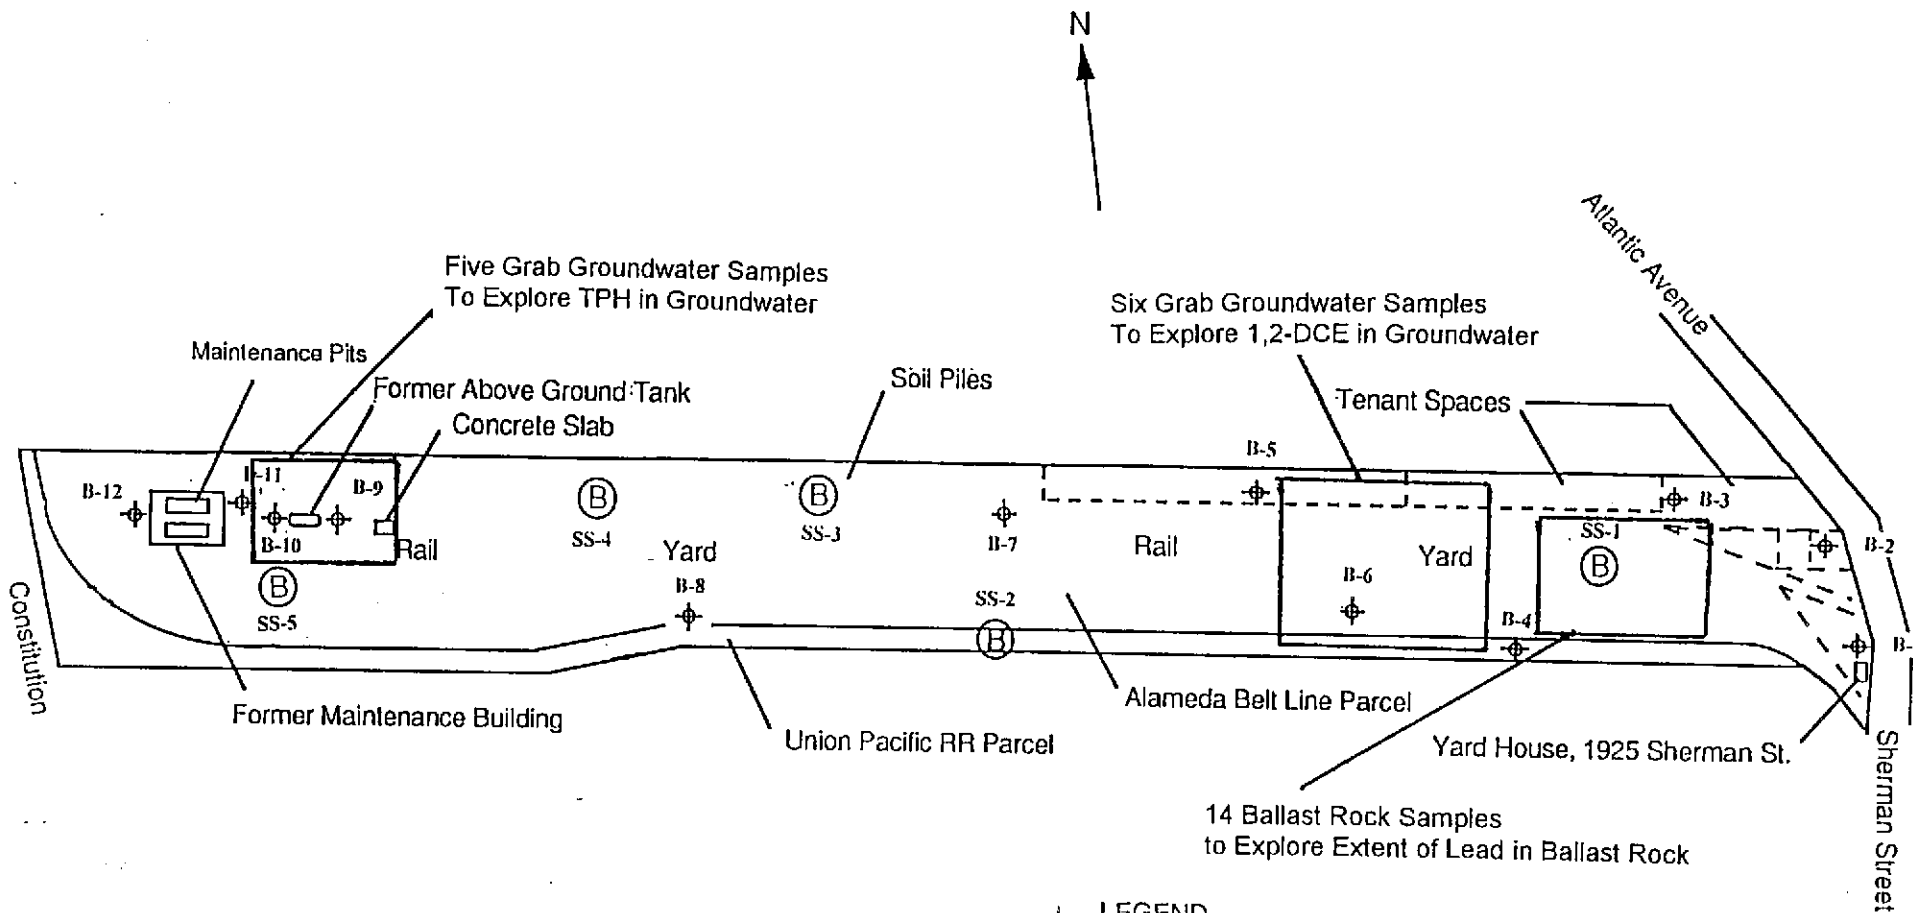 N
Atlantic Avenue
Five Grab Groundwater Samples
To Explore TPH in Groundwater
Six Grab Groundwater Samples
To Explore 1,2-DCE in Groundwater
Maintenance Pits
Former Above Ground Tank
Concrete Slab
Soil Piles
Tenant Spaces
B-5
B-12
B-11
B-9
B-3
B
SS-4
B
SS-3
B-10
Rail
Yard
B-7
Rail
Yard
SS-1
B
B-2
B
SS-5
B-8
SS-2
B
B-6
B-4
B-
Constitution
Former Maintenance Building
Union Pacific RR Parcel
Alameda Belt Line Parcel
Yard House, 1925 Sherman St.
Sherman Street
14 Ballast Rock Samples
to Explore Extent of Lead in Ballast Rock
LEGEND